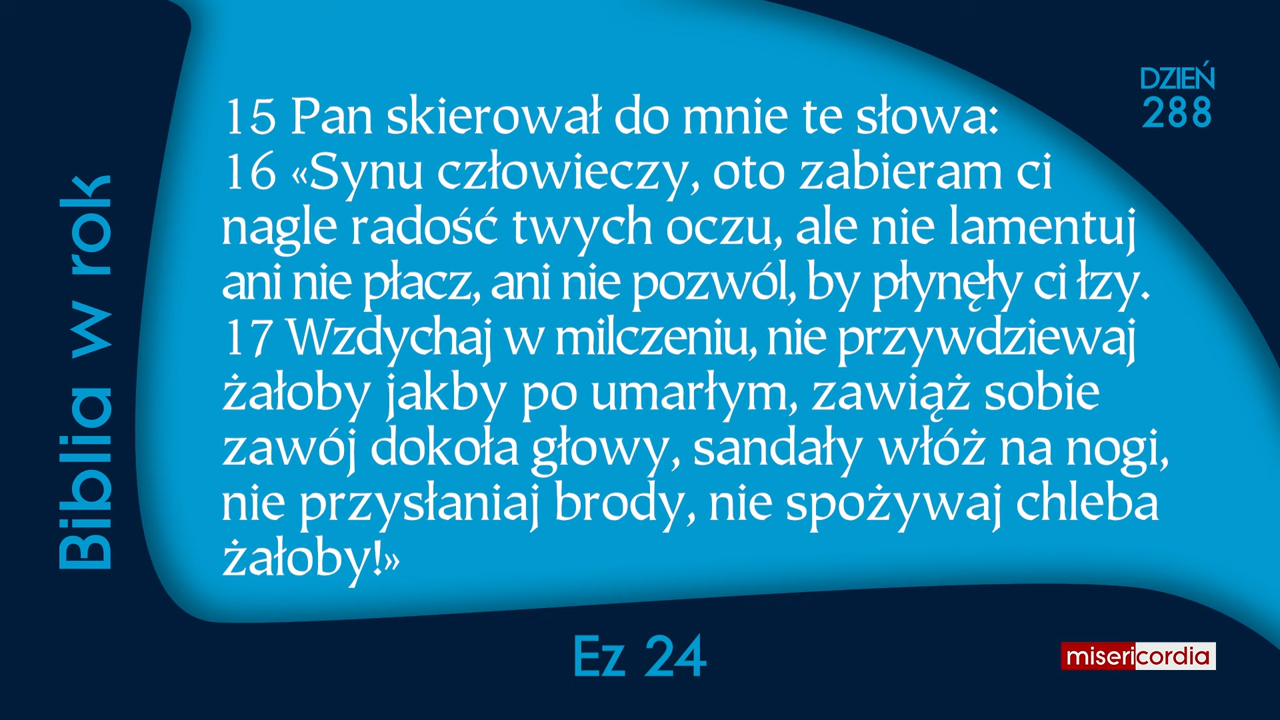 DZIEŃ
288
15 Pan skierował do mnie te słowa:
16 «Synu człowieczy, oto zabieram ci
nagle radość twych oczu, ale nie lamentuj
ani nie płacz, ani nie pozwól, by płynęły ci łzy.
17 Wzdychaj w milczeniu, nie przywdziewaj
żałoby jakby po umarłym, zawiąż sobie
zawój dokoła głowy, sandały włóż na nogi,
nie przysłaniaj brody, nie spożywaj chleba
żałoby!»
Biblia w rok
Ez 24
misericordia